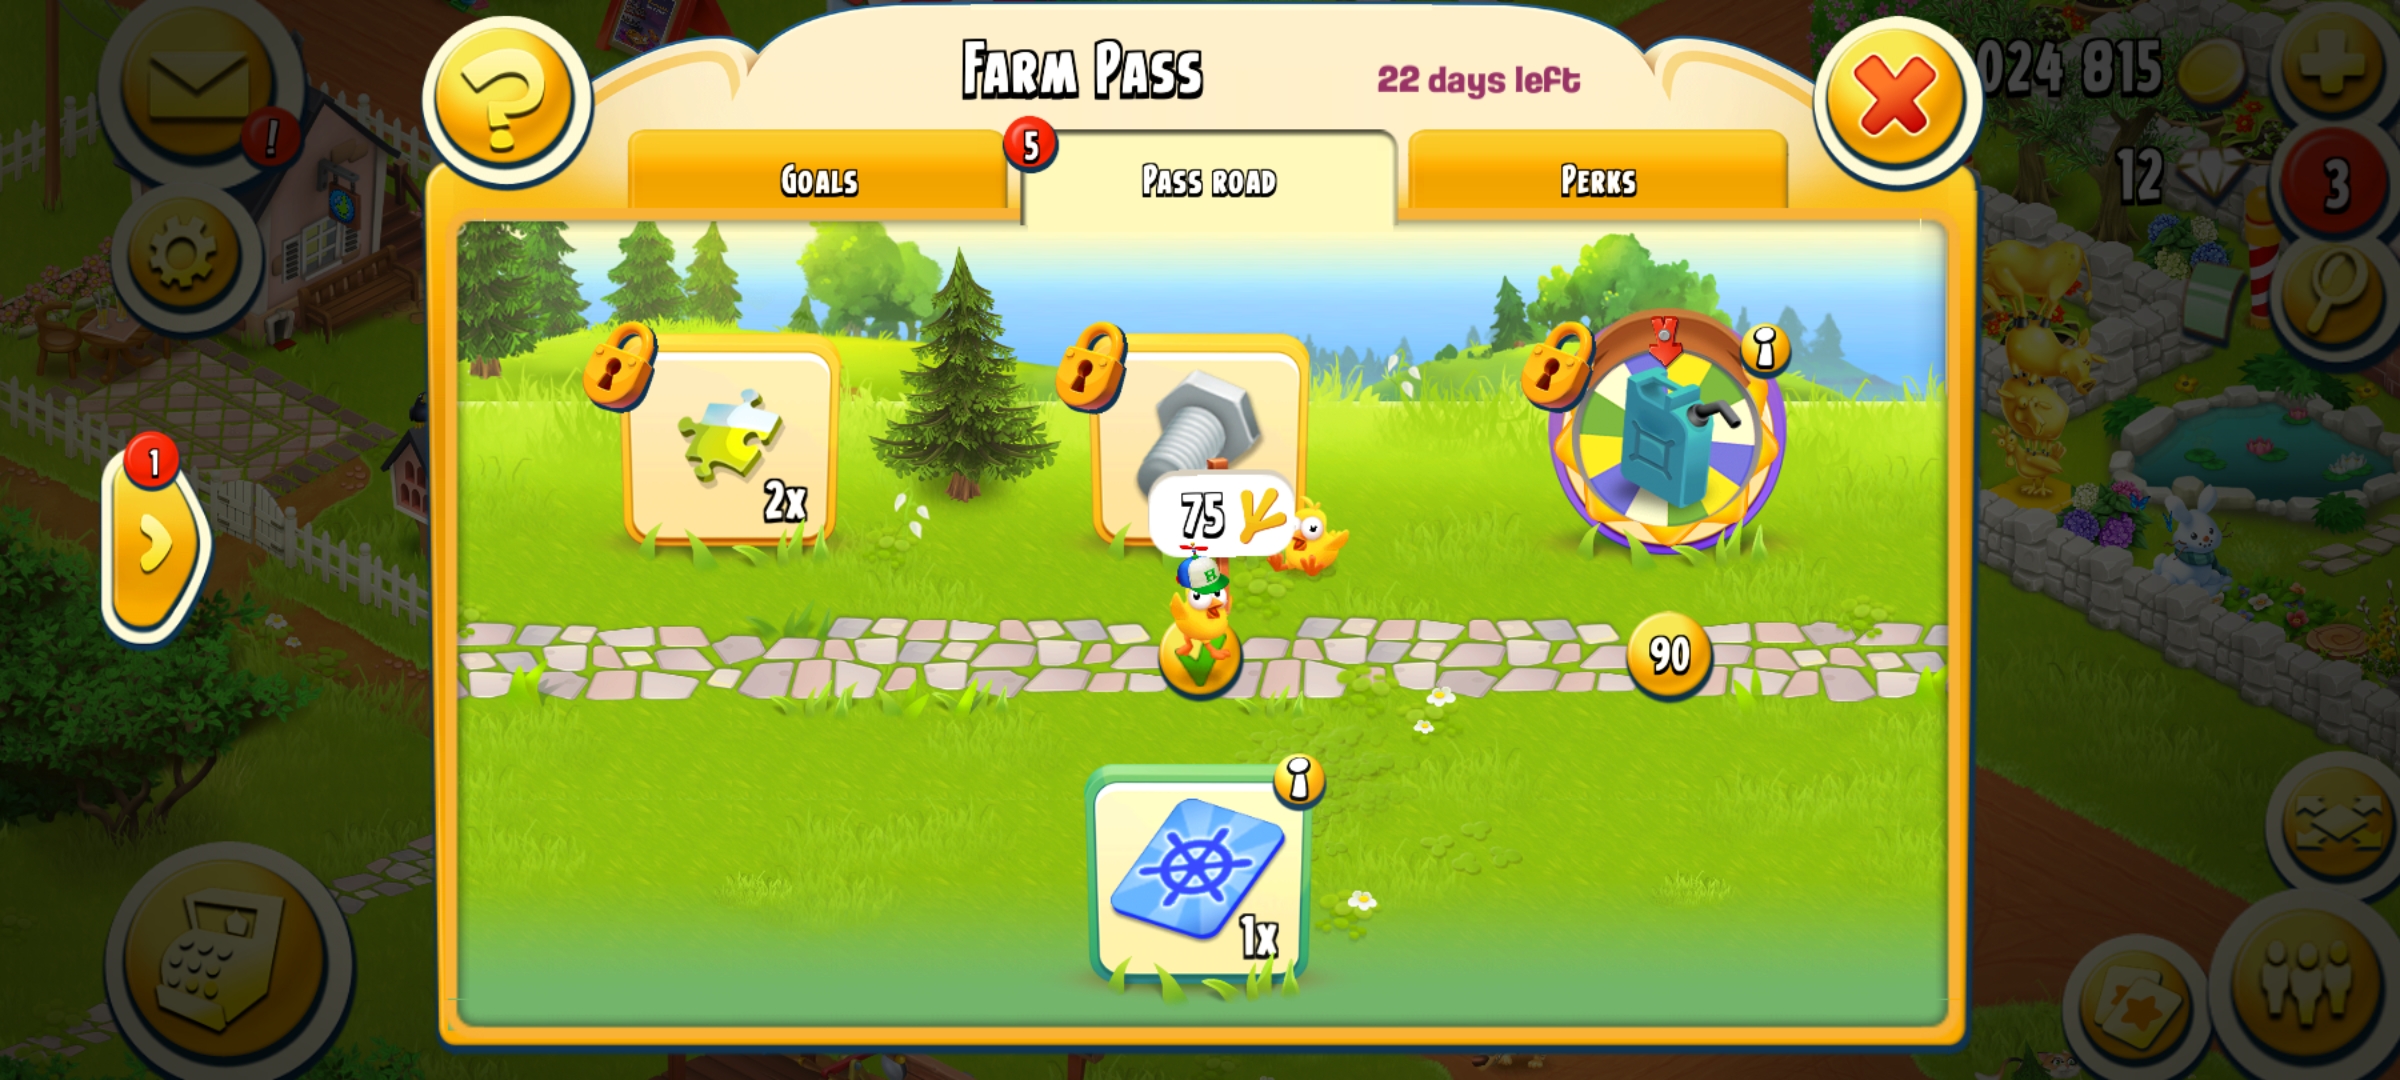 FARM PASS
22 days left
024 815
!
5
GOALS
PASS ROAD
PERKS
12
3
1
2x
75
90
1x